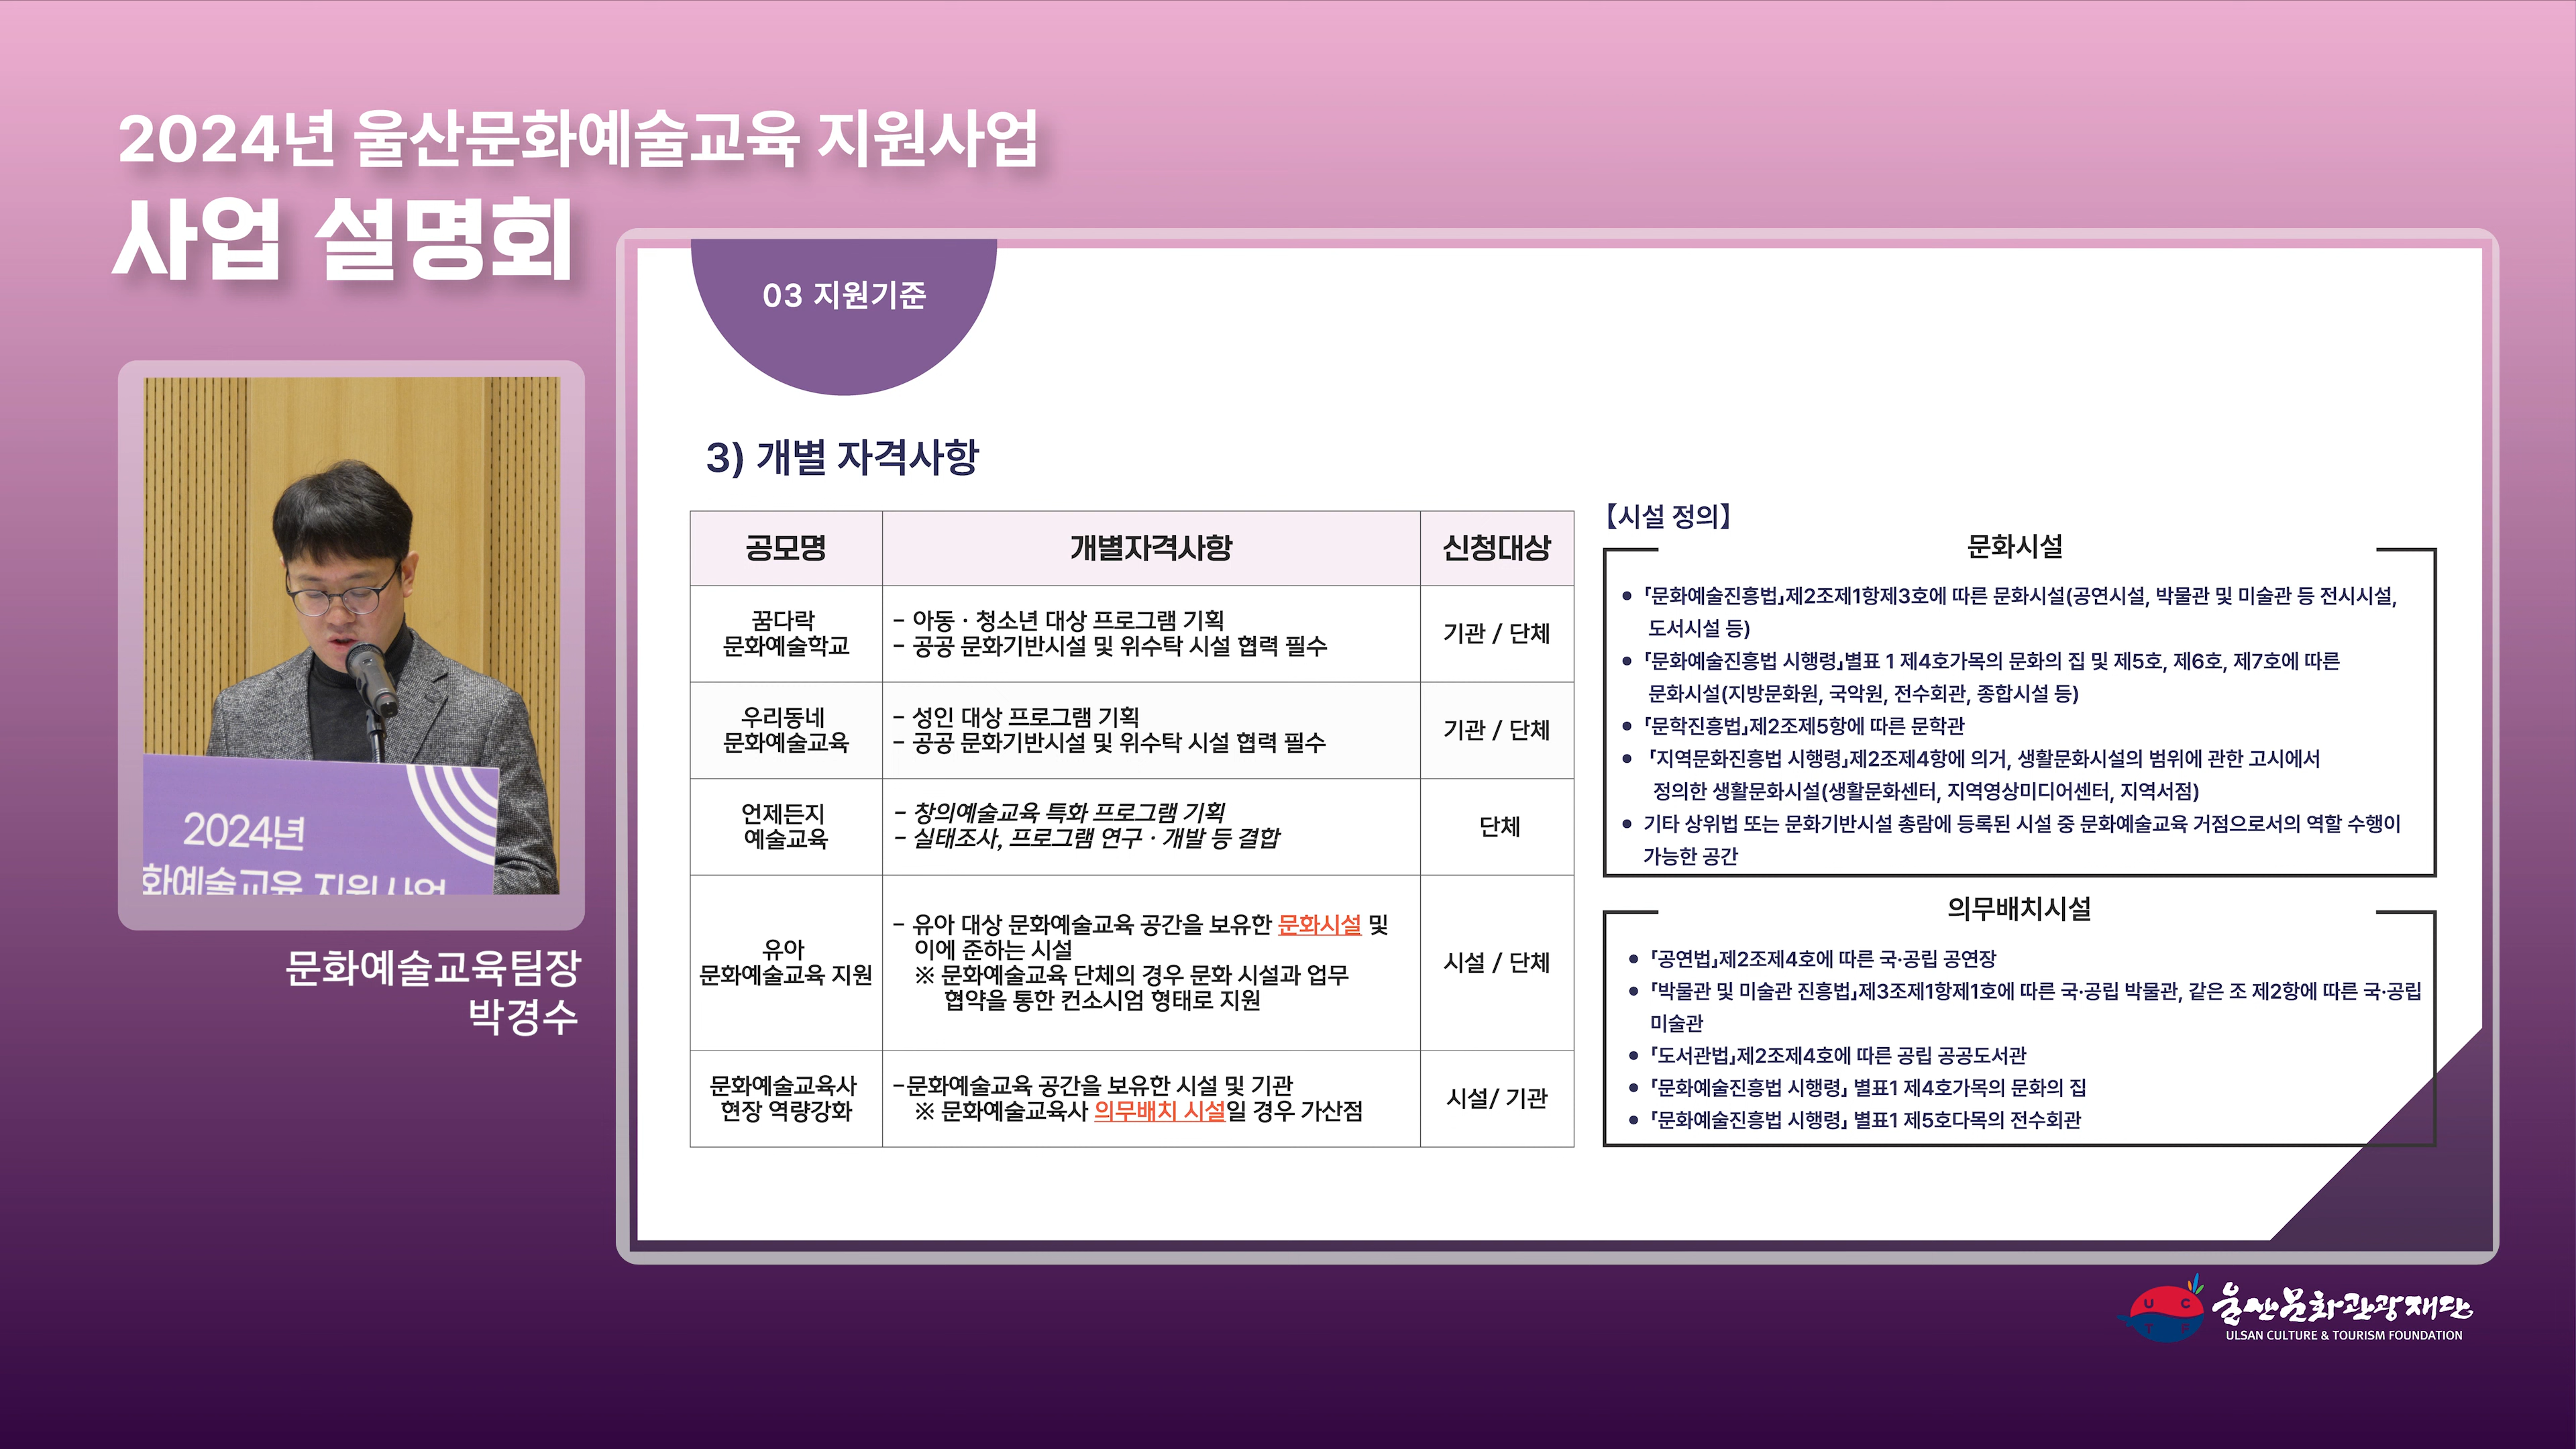 2024년 울산문화예술교육 지원사업
사업 설명회
2024년
화예술교육 지원사업
문화예술교육팀장
박경수
03 지원기준
3) 개별 자격사항
공모명
개별자격사항
신청대상
꿈다락
문화예술학교
- 아동 · 청소년 대상 프로그램 기획
- 공공 문화기반시설 및 위수탁 시설 협력 필수
기관 / 단체
우리동네
문화예술교육
- 성인 대상 프로그램 기획
- 공공 문화기반시설 및 위수탁 시설 협력 필수
기관 / 단체
언제든지
예술교육
- 창의예술교육 특화 프로그램 기획
- 실태조사, 프로그램 연구 · 개발 등 결합
단체
유아
문화예술교육 지원
- 유아 대상 문화예술교육 공간을 보유한 문화시설 및
이에 준하는 시설
※ 문화예술교육 단체의 경우 문화 시설과 업무
협약을 통한 컨소시엄 형태로 지원
시설 / 단체
문화예술교육사
현장 역량강화
-문화예술교육 공간을 보유한 시설 및 기관
※ 문화예술교육사 의무배치 시설일 경우 가산점
시설/ 기관
【시설 정의】
문화시설
• 「문화예술진흥법」제2조제1항제3호에 따른 문화시설(공연시설, 박물관 및 미술관 등 전시시설,
도서시설 등)
• 「문화예술진흥법 시행령」별표 1 제4호가목의 문화의 집 및 제5호, 제6호, 제7호에 따른
문화시설(지방문화원, 국악원, 전수회관, 종합시설 등)
• 「문학진흥법」제2조제5항에 따른 문학관
• 「지역문화진흥법 시행령」제2조제4항에 의거, 생활문화시설의 범위에 관한 고시에서
정의한 생활문화시설(생활문화센터, 지역영상미디어센터, 지역서점)
• 기타 상위법 또는 문화기반시설 총람에 등록된 시설 중 문화예술교육 거점으로서의 역할 수행이
가능한 공간
의무배치시설
• 「공연법」제2조제4호에 따른 국·공립 공연장
• 「박물관 및 미술관 진흥법」제3조제1항제1호에 따른 국·공립 박물관, 같은 조 제2항에 따른 국·공립
미술관
• 「도서관법」제2조제4호에 따른 공립 공공도서관
• 「문화예술진흥법 시행령」 별표1 제4호가목의 문화의 집
• 「문화예술진흥법 시행령」 별표1 제5호다목의 전수회관
U C
T F
울산문화관광재단
ULSAN CULTURE & TOURISM FOUNDATION